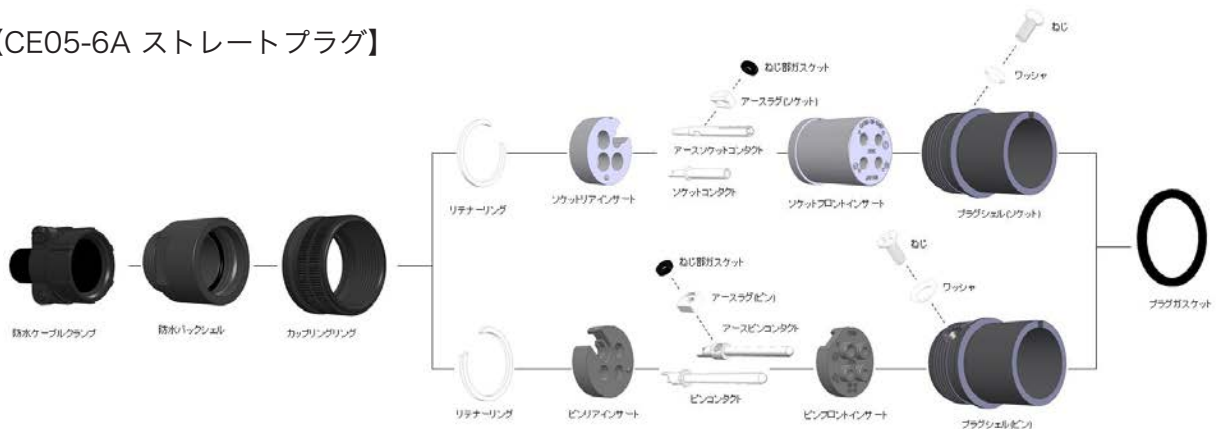 【CE05-6A ストレートプラグ】
ねじ
ねじ部ガスケット
ワッシャ
アースラグ(ソケット)
アースソケットコンタクト
ソケットコンタクト
リテナーリング
ソケットリアインサート
ソケットフロントインサート
プラグシェル(ソケット)
ねじ
ねじ部ガスケット
ワッシャ
アースラグ(ピン)
プラグガスケット
防水ケーブルクランプ
防水バックシェル
カップリングリング
アースピンコンタクト
ピンコンタクト
リテナーリング
ピンリアインサート
ピンフロントインサート
プラグシェル(ピン)